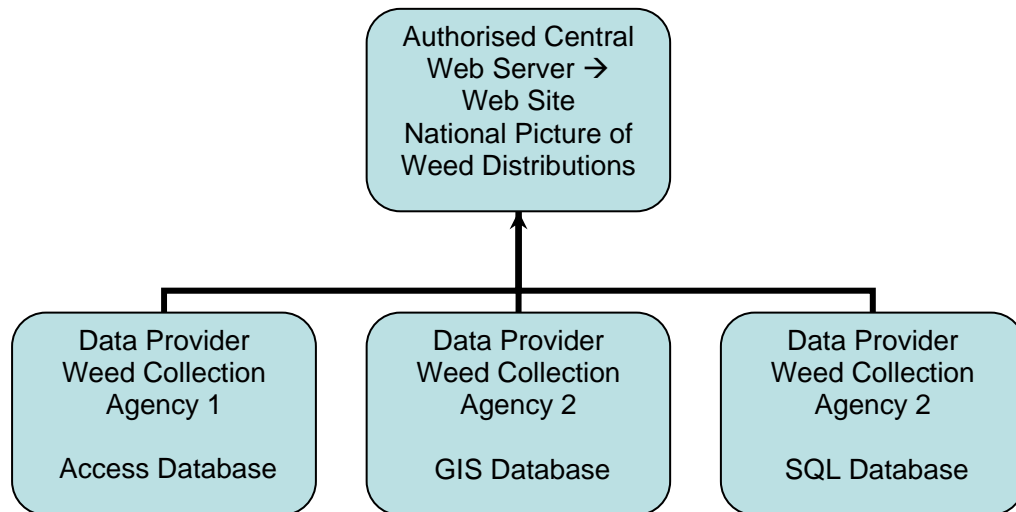 Authorised Central
Web Server →
Web Site
National Picture of
Weed Distributions
Data Provider
Weed Collection
Agency 1
Access Database
Data Provider
Weed Collection
Agency 2
GIS Database
Data Provider
Weed Collection
Agency 2
SQL Database